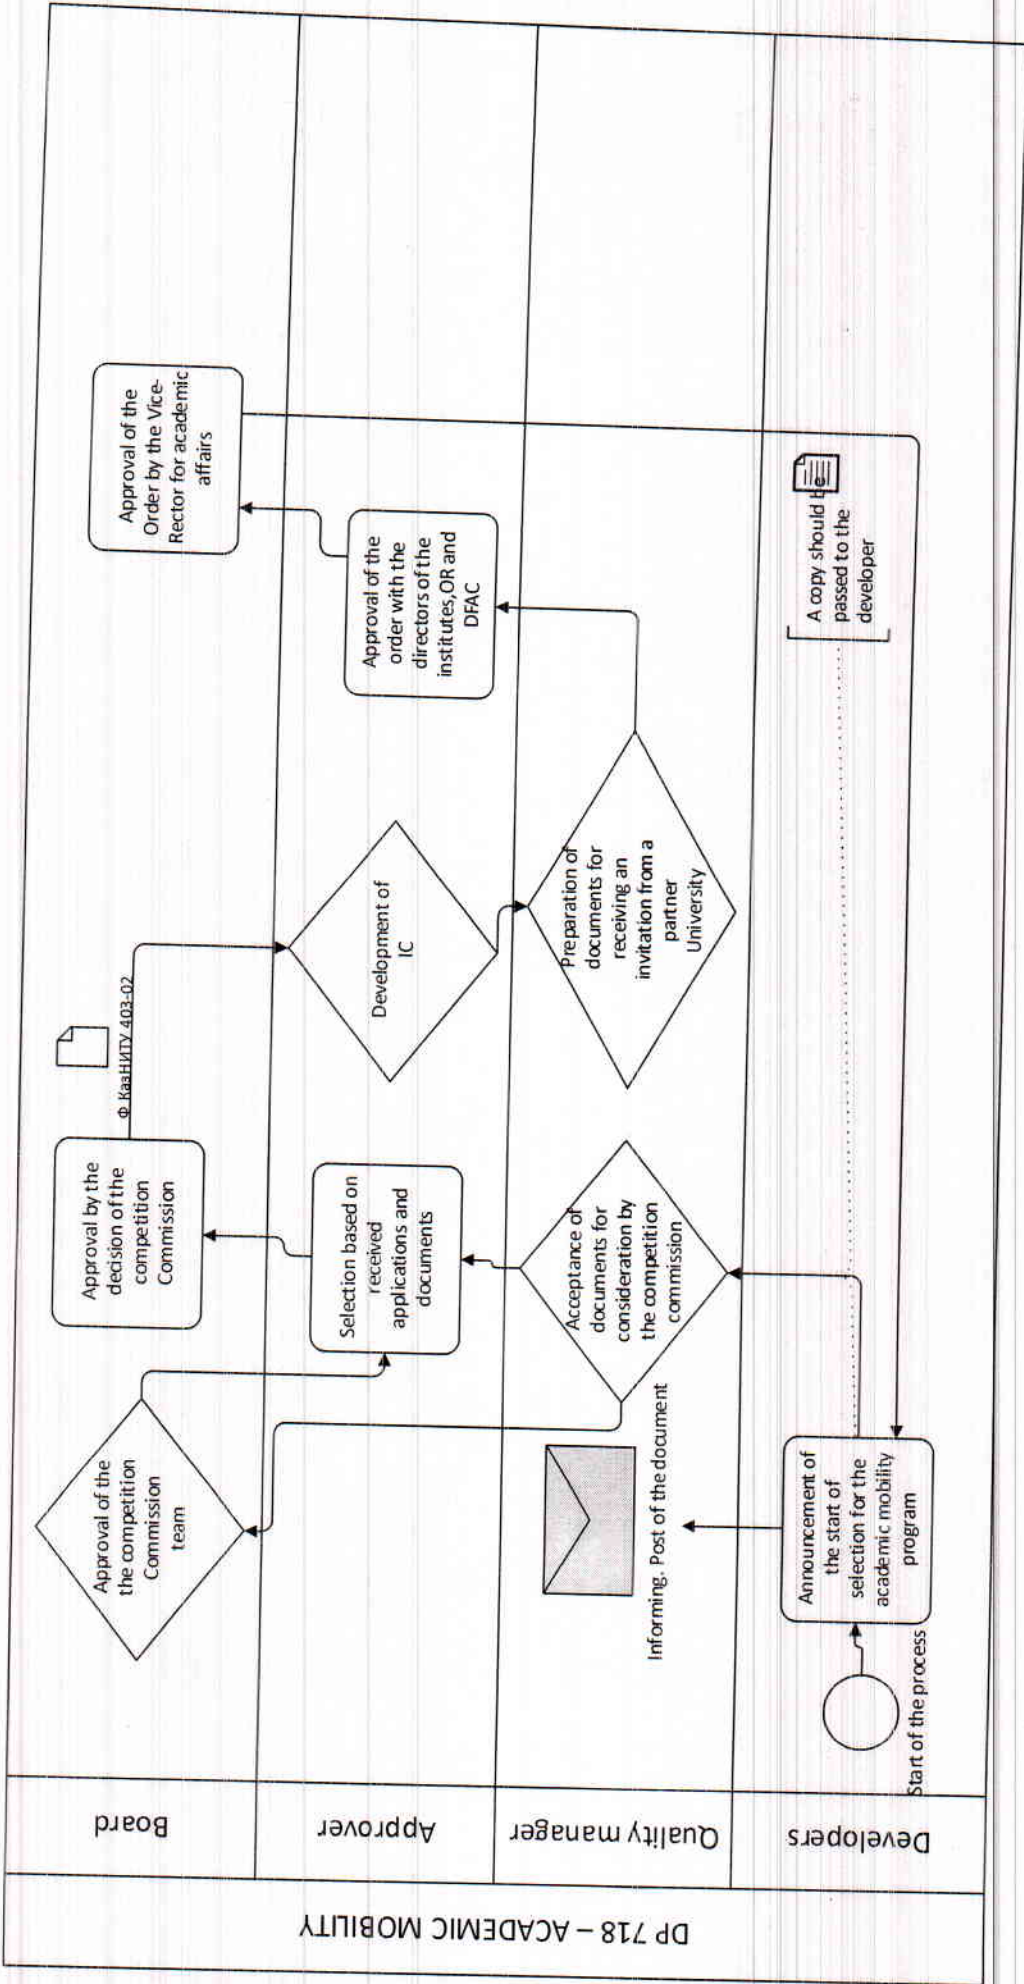 DP 718 – ACADEMIC MOBILITY
Board
Approver
Quality manager
Developers
Approval of the
the competition
Commission
team
Approval by the
decision of the
competition
Commission
Ф КазНИТУ 403-02
Approval of the
Order by the Vice-
Rector for academic
affairs
Selection based on
received
applications and
documents
Development of
IC
Approval of the
order with the
directors of the
institutes,OR and
DFAC
Informing. Post of the document
Acceptance of
documents for
consideration by
the competition
commission
Preparation of
documents for
receiving an
invitation from a
partner
University
Start of the process
Announcement of
the start of
selection for the
academic mobility
program
A copy should be
passed to the
developer